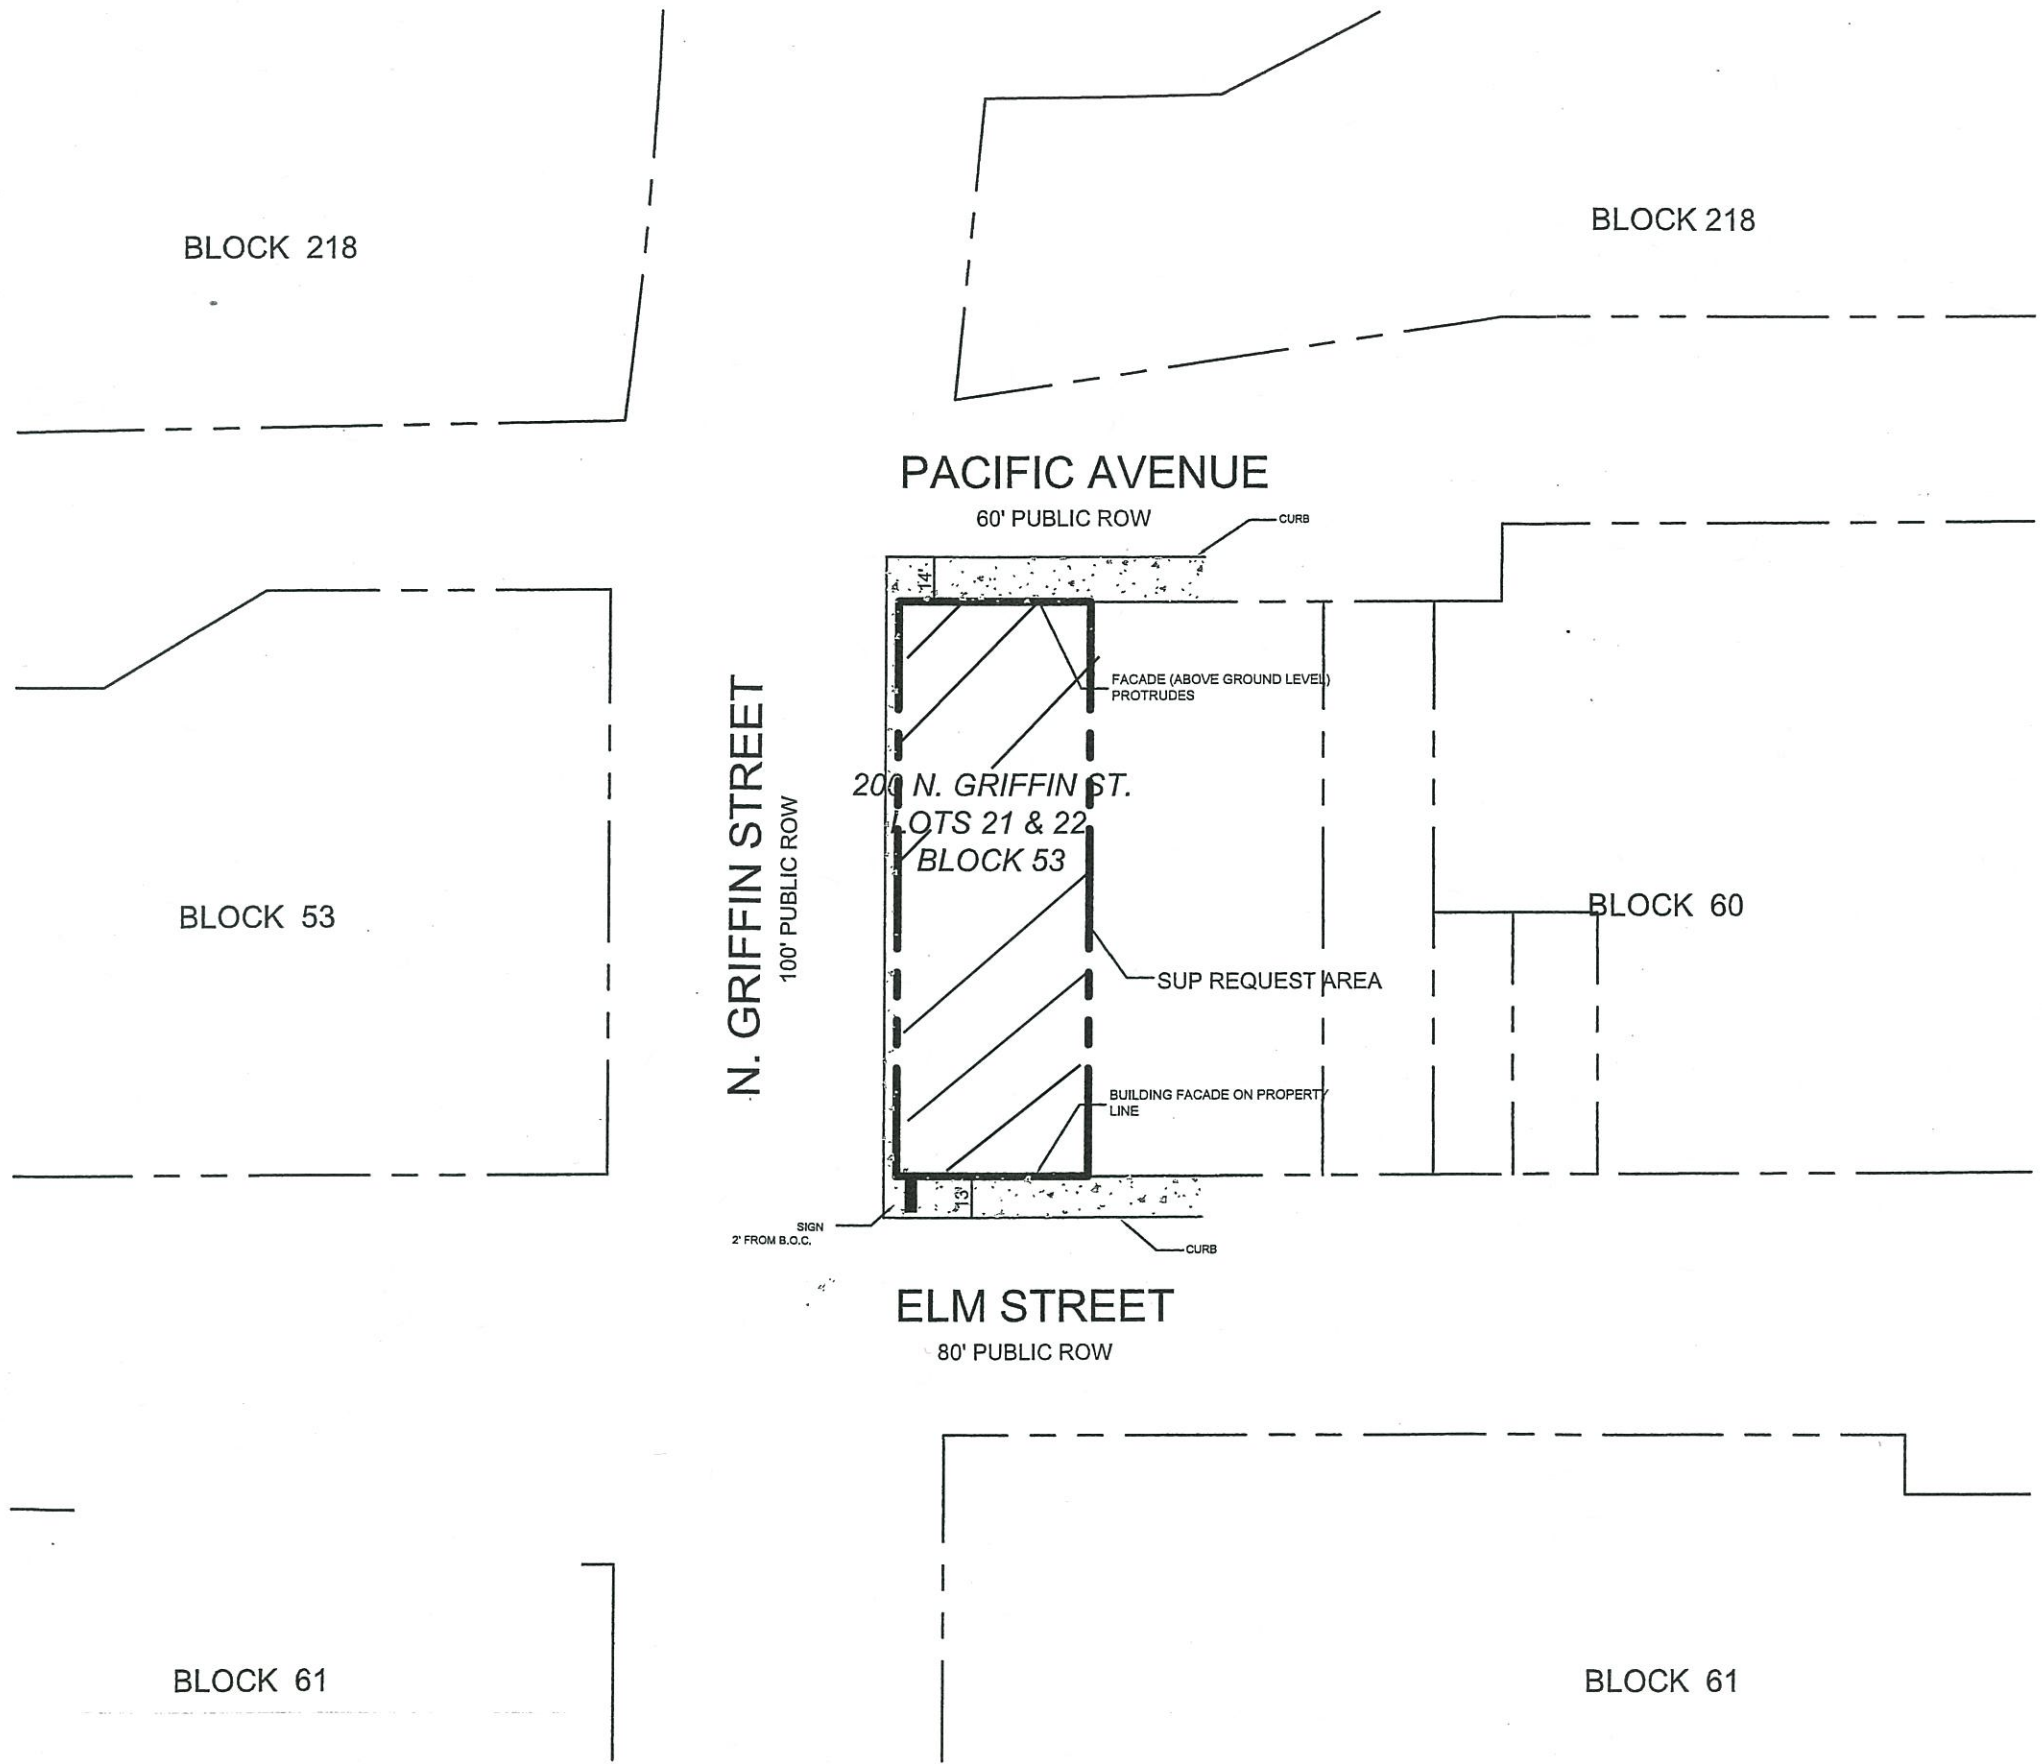 BLOCK 218
BLOCK 218
PACIFIC AVENUE
60' PUBLIC ROW
CURB
14'
FACADE (ABOVE GROUND LEVEL)
PROTRUDES
N. GRIFFIN STREET
100' PUBLIC ROW
200 N. GRIFFIN ST.
LOTS 21 & 22
BLOCK 53
BLOCK 53
BLOCK 60
SUP REQUEST AREA
BUILDING FACADE ON PROPERTY
LINE
13'
SIGN
2' FROM B.O.C.
CURB
ELM STREET
80' PUBLIC ROW
BLOCK 61
BLOCK 61